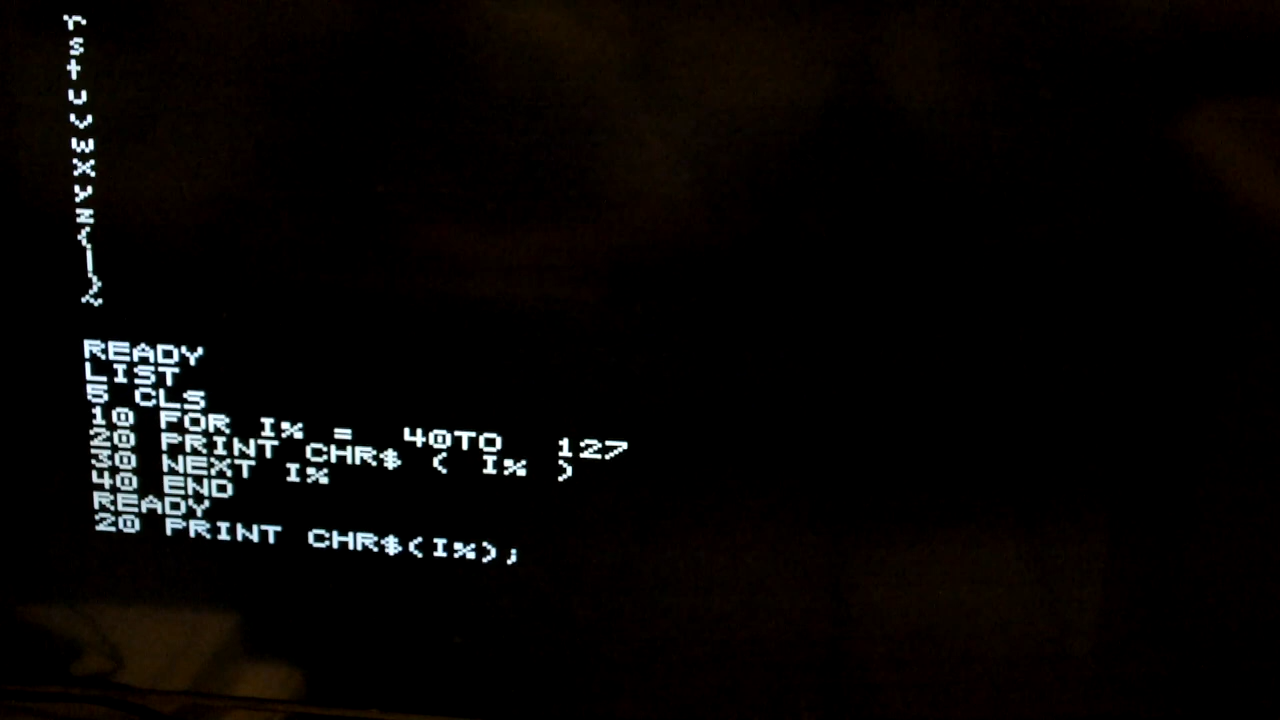 r
s
t
u
v
w
x
y
z
{
|
}
~
READY
LIST
5 CLS
10 FOR I% = 40TO 127
20 PRINT CHR$ ( I% )
30 NEXT I%
40 END
READY
20 PRINT CHR$(I%);